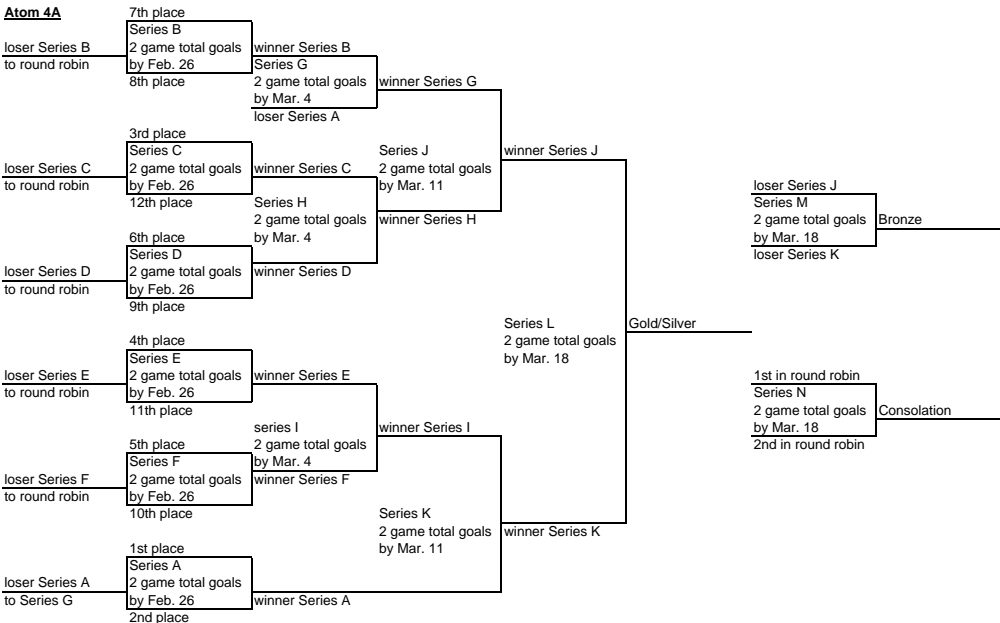 Atom 4A
7th place
Series B
loser Series B
2 game total goals
winner Series B
to round robin
by Feb. 26
Series G
8th place
2 game total goals
winner Series G
by Mar. 4
loser Series A
3rd place
Series C
Series J
winner Series J
loser Series C
2 game total goals
winner Series C
2 game total goals
to round robin
by Feb. 26
by Mar. 11
12th place
Series H
2 game total goals
winner Series H
6th place
by Mar. 4
Series D
loser Series D
2 game total goals
winner Series D
to round robin
by Feb. 26
9th place
loser Series J
Series M
2 game total goals
Bronze
by Mar. 18
loser Series K
Series L
Gold/Silver
2 game total goals
by Mar. 18
4th place
Series E
loser Series E
2 game total goals
winner Series E
to round robin
by Feb. 26
11th place
1st in round robin
Series N
2 game total goals
Consolation
by Mar. 18
2nd in round robin
series I
winner Series I
5th place
2 game total goals
Series F
by Mar. 4
loser Series F
2 game total goals
winner Series F
to round robin
by Feb. 26
10th place
Series K
2 game total goals
winner Series K
by Mar. 11
1st place
Series A
loser Series A
2 game total goals
to Series G
by Feb. 26
winner Series A
2nd place